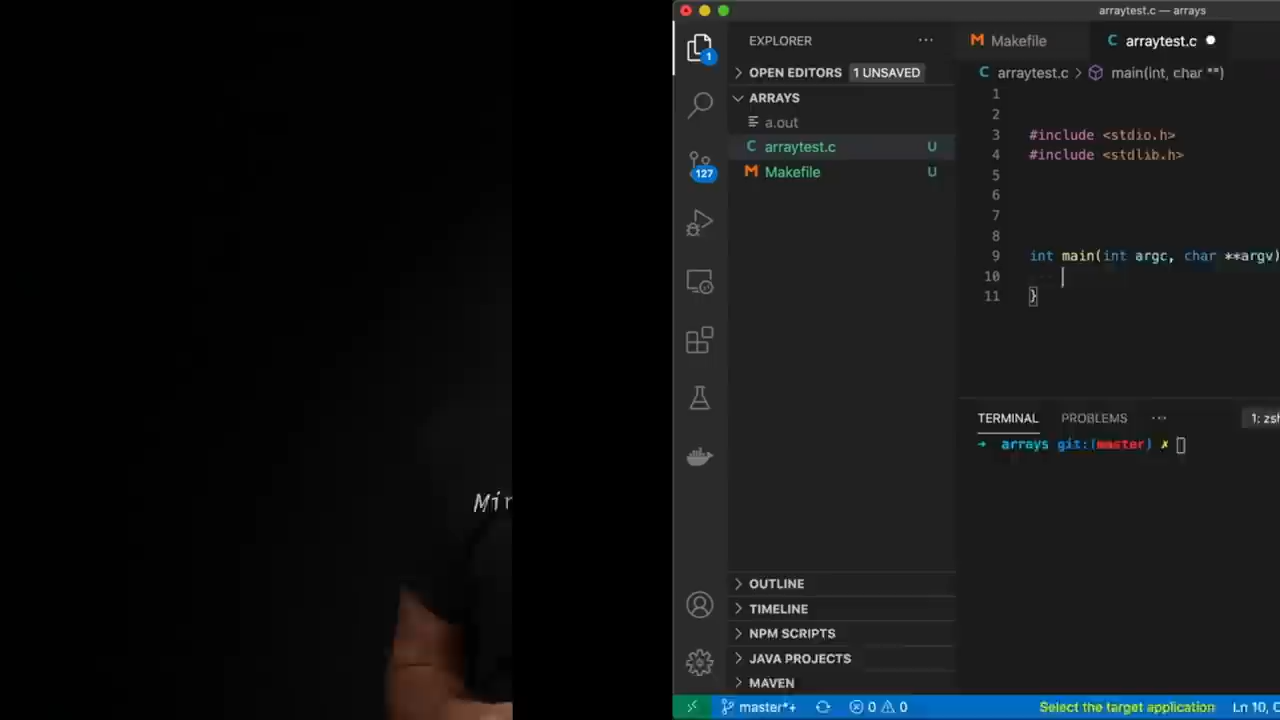 arraytest.c — arrays
EXPLORER ···
Makefile
C arraytest.c
1
OPEN EDITORS 1 UNSAVED
C arraytest.c > main(int, char **)
ARRAYS
a.out
C arraytest.c U
127
M Makefile U
1
2
3 #include <stdio.h>
4 #include <stdlib.h>
5
6
7
8
9 int main(int argc, char **argv)
10
11 }
TERMINAL PROBLEMS ··· 1: zsh
→ arrays git:(master) ✗
OUTLINE
TIMELINE
NPM SCRIPTS
JAVA PROJECTS
MAVEN
master*+ 0 0 Select the target application Ln 10, C